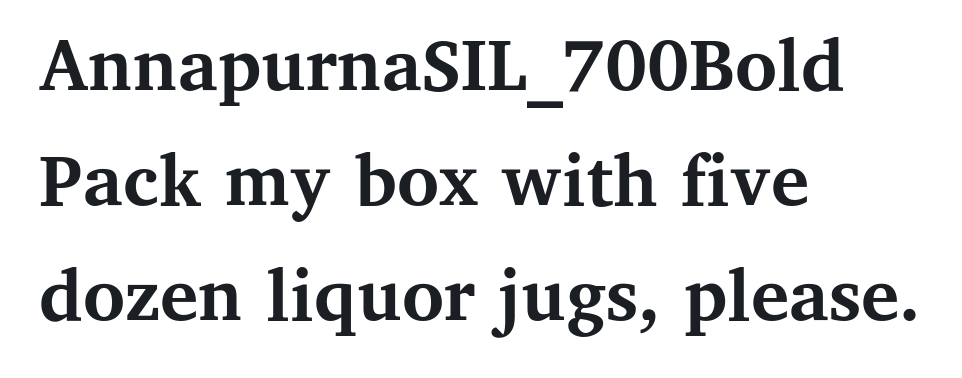 AnnapurnaSIL_700Bold
Pack my box with five
dozen liquor jugs, please.